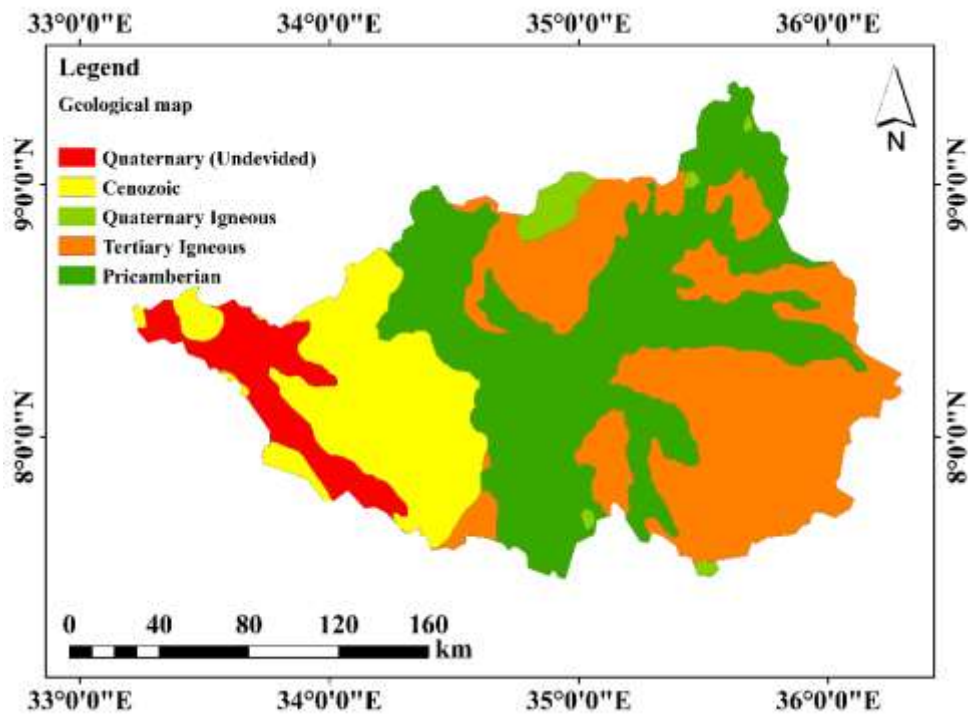 33°0'0"E 34°0'0"E 35°0'0"E 36°0'0"E
Legend
Geological map
Quaternary (Undevided)
Cenozoic
Quaternary Igneous
Tertiary Igneous
Pricamberian
N
9°0'0"N 9°0'0"N
8°0'0"N 8°0'0"N
0 40 80 120 160
km
33°0'0"E 34°0'0"E 35°0'0"E 36°0'0"E